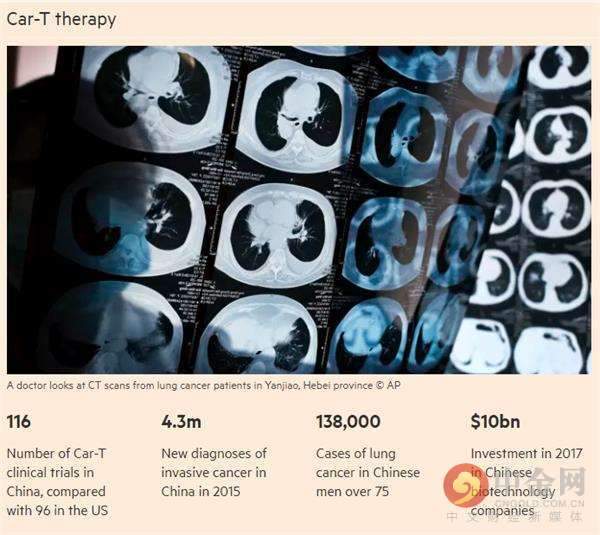 Car-T therapy
A doctor looks at CT scans from lung cancer patients in Yanjiao, Hebei province © AP
116
Number of Car-T
clinical trials in
China, compared
with 96 in the US
4.3m
New diagnoses of
invasive cancer in
China in 2015
138,000
Cases of lung
cancer in Chinese
men over 75
$10bn
Investment in 2017
in Chinese
biotechnology
companies
中金网
CNGOLD.COM.CN
中文财经新媒体